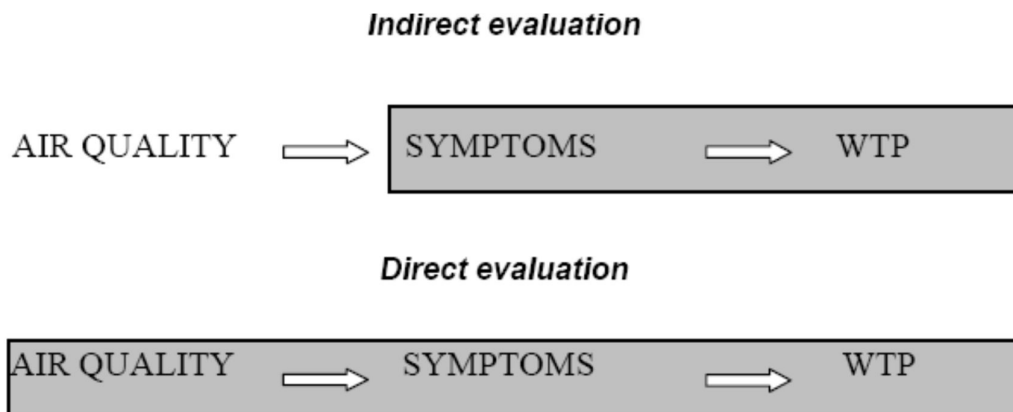 Indirect evaluation
AIR QUALITY SYMPTOMS WTP
Direct evaluation
AIR QUALITY SYMPTOMS WTP